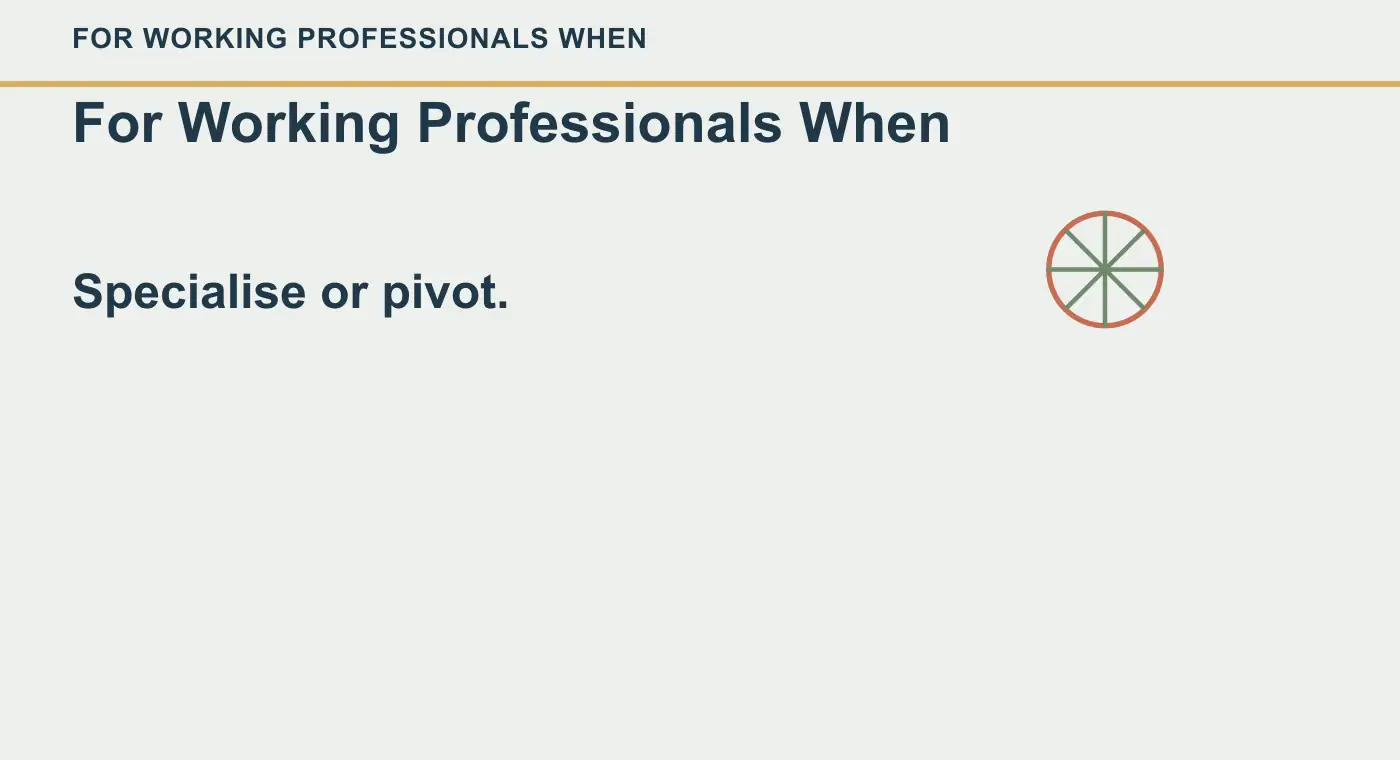 FOR WORKING PROFESSIONALS WHEN
For Working Professionals When
Specialise or pivot.